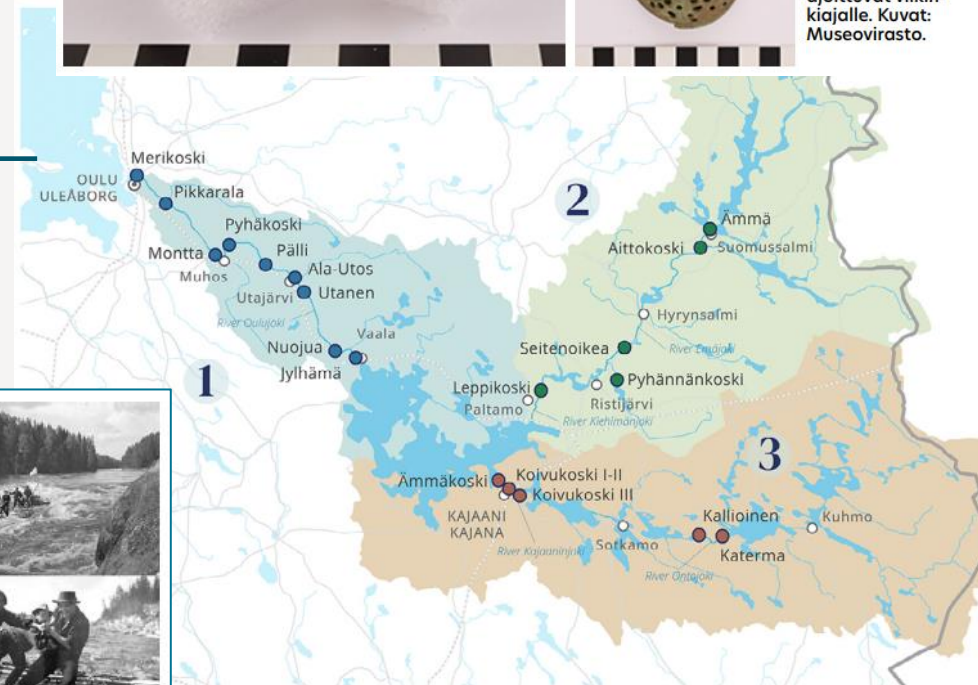 kiajalle. Kuvat:
Museovirasto.
Merikoski
OULU
ULEÅBORG
Pikkarala
2
Ämmä
Pyhäkoski
Aittokoski
Suomussalmi
Montta
Pälli
Muhos
Ala-Utos
Utajärvi
Utanen
River Oulujoki
Hyrynsalmi
Vaala
Nuojua
Seitenoikea
River Emäjoki
Jylhämä
1
Leppikoski
Pyhännänkoski
Paltamo
Ristijärvi
River Kiehimänjoki
3
Ämmäkoski
Koivukoski I-II
Koivukoski III
KAJAANI
KAJANA
Kallioinen
Kuhmo
River Kajaaninjoki
Sotkamo
Katerma
River Ontojoki